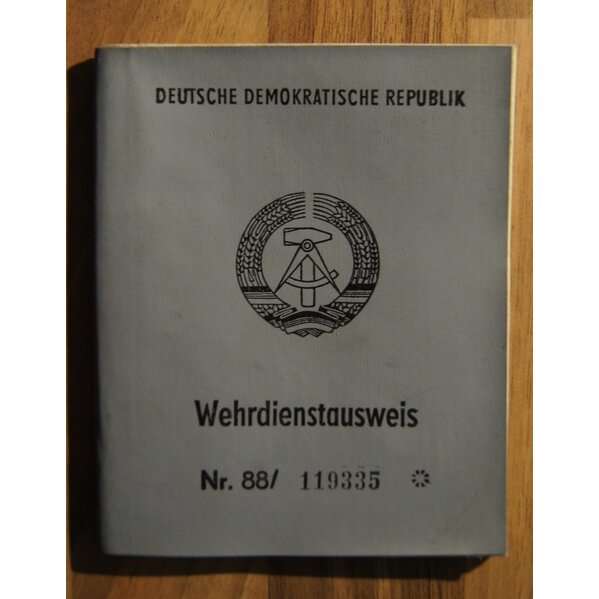 DEUTSCHE DEMOKRATISCHE REPUBLIK
Wehrdienstausweis
Nr. 88/ 119335 *